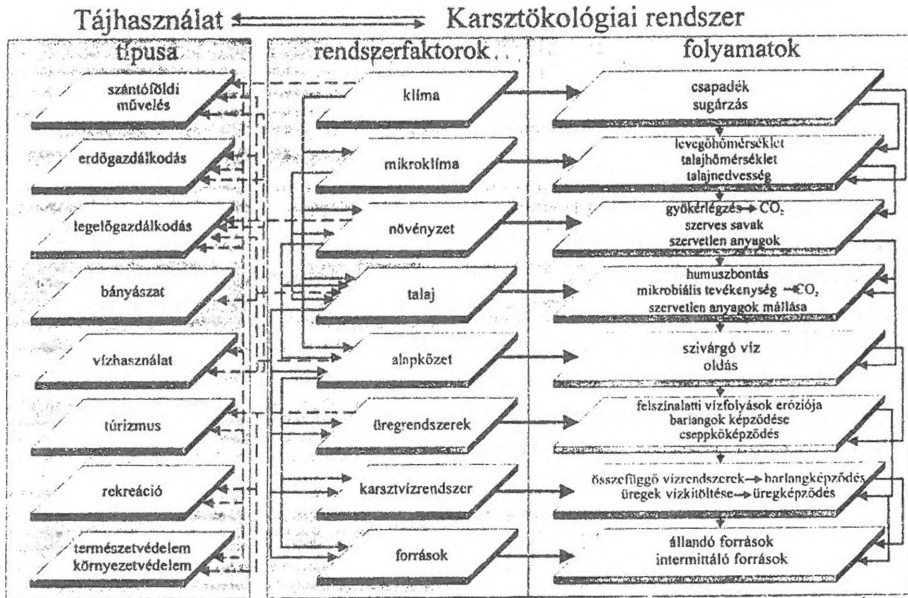 Tájhasználat
Karsztökológiai rendszer
típusa
rendszerfaktorok
folyamatok
szántóföldi
művelés
erdőgazdálkodás
legelőgazdálkodás
bányászat
vízhasználat
túrizmus
rekreáció
természetvédelem
környezetvédelem
klíma
mikroklíma
növényzet
talaj
alapkőzet
üregrendszerek
karsztvízrendszer
források
csapadék
sugárzás
levegőhőmérséklet
talajhőmérséklet
talajnedvesség
gyökérlégzés → CO₂
szerves savak
szervetlen anyagok
humuszbontás
mikrobiális tevékenység → CO₂
szervetlen anyagok mállása
szivárgó víz
oldás
felszínalatti vízfolyások eróziója
barlangok képződése
cseppkőképződés
összefüggő vízrendszerek → barlangképződés
üregek vízkitöltése → üregképződés
állandó források
intermittáló források